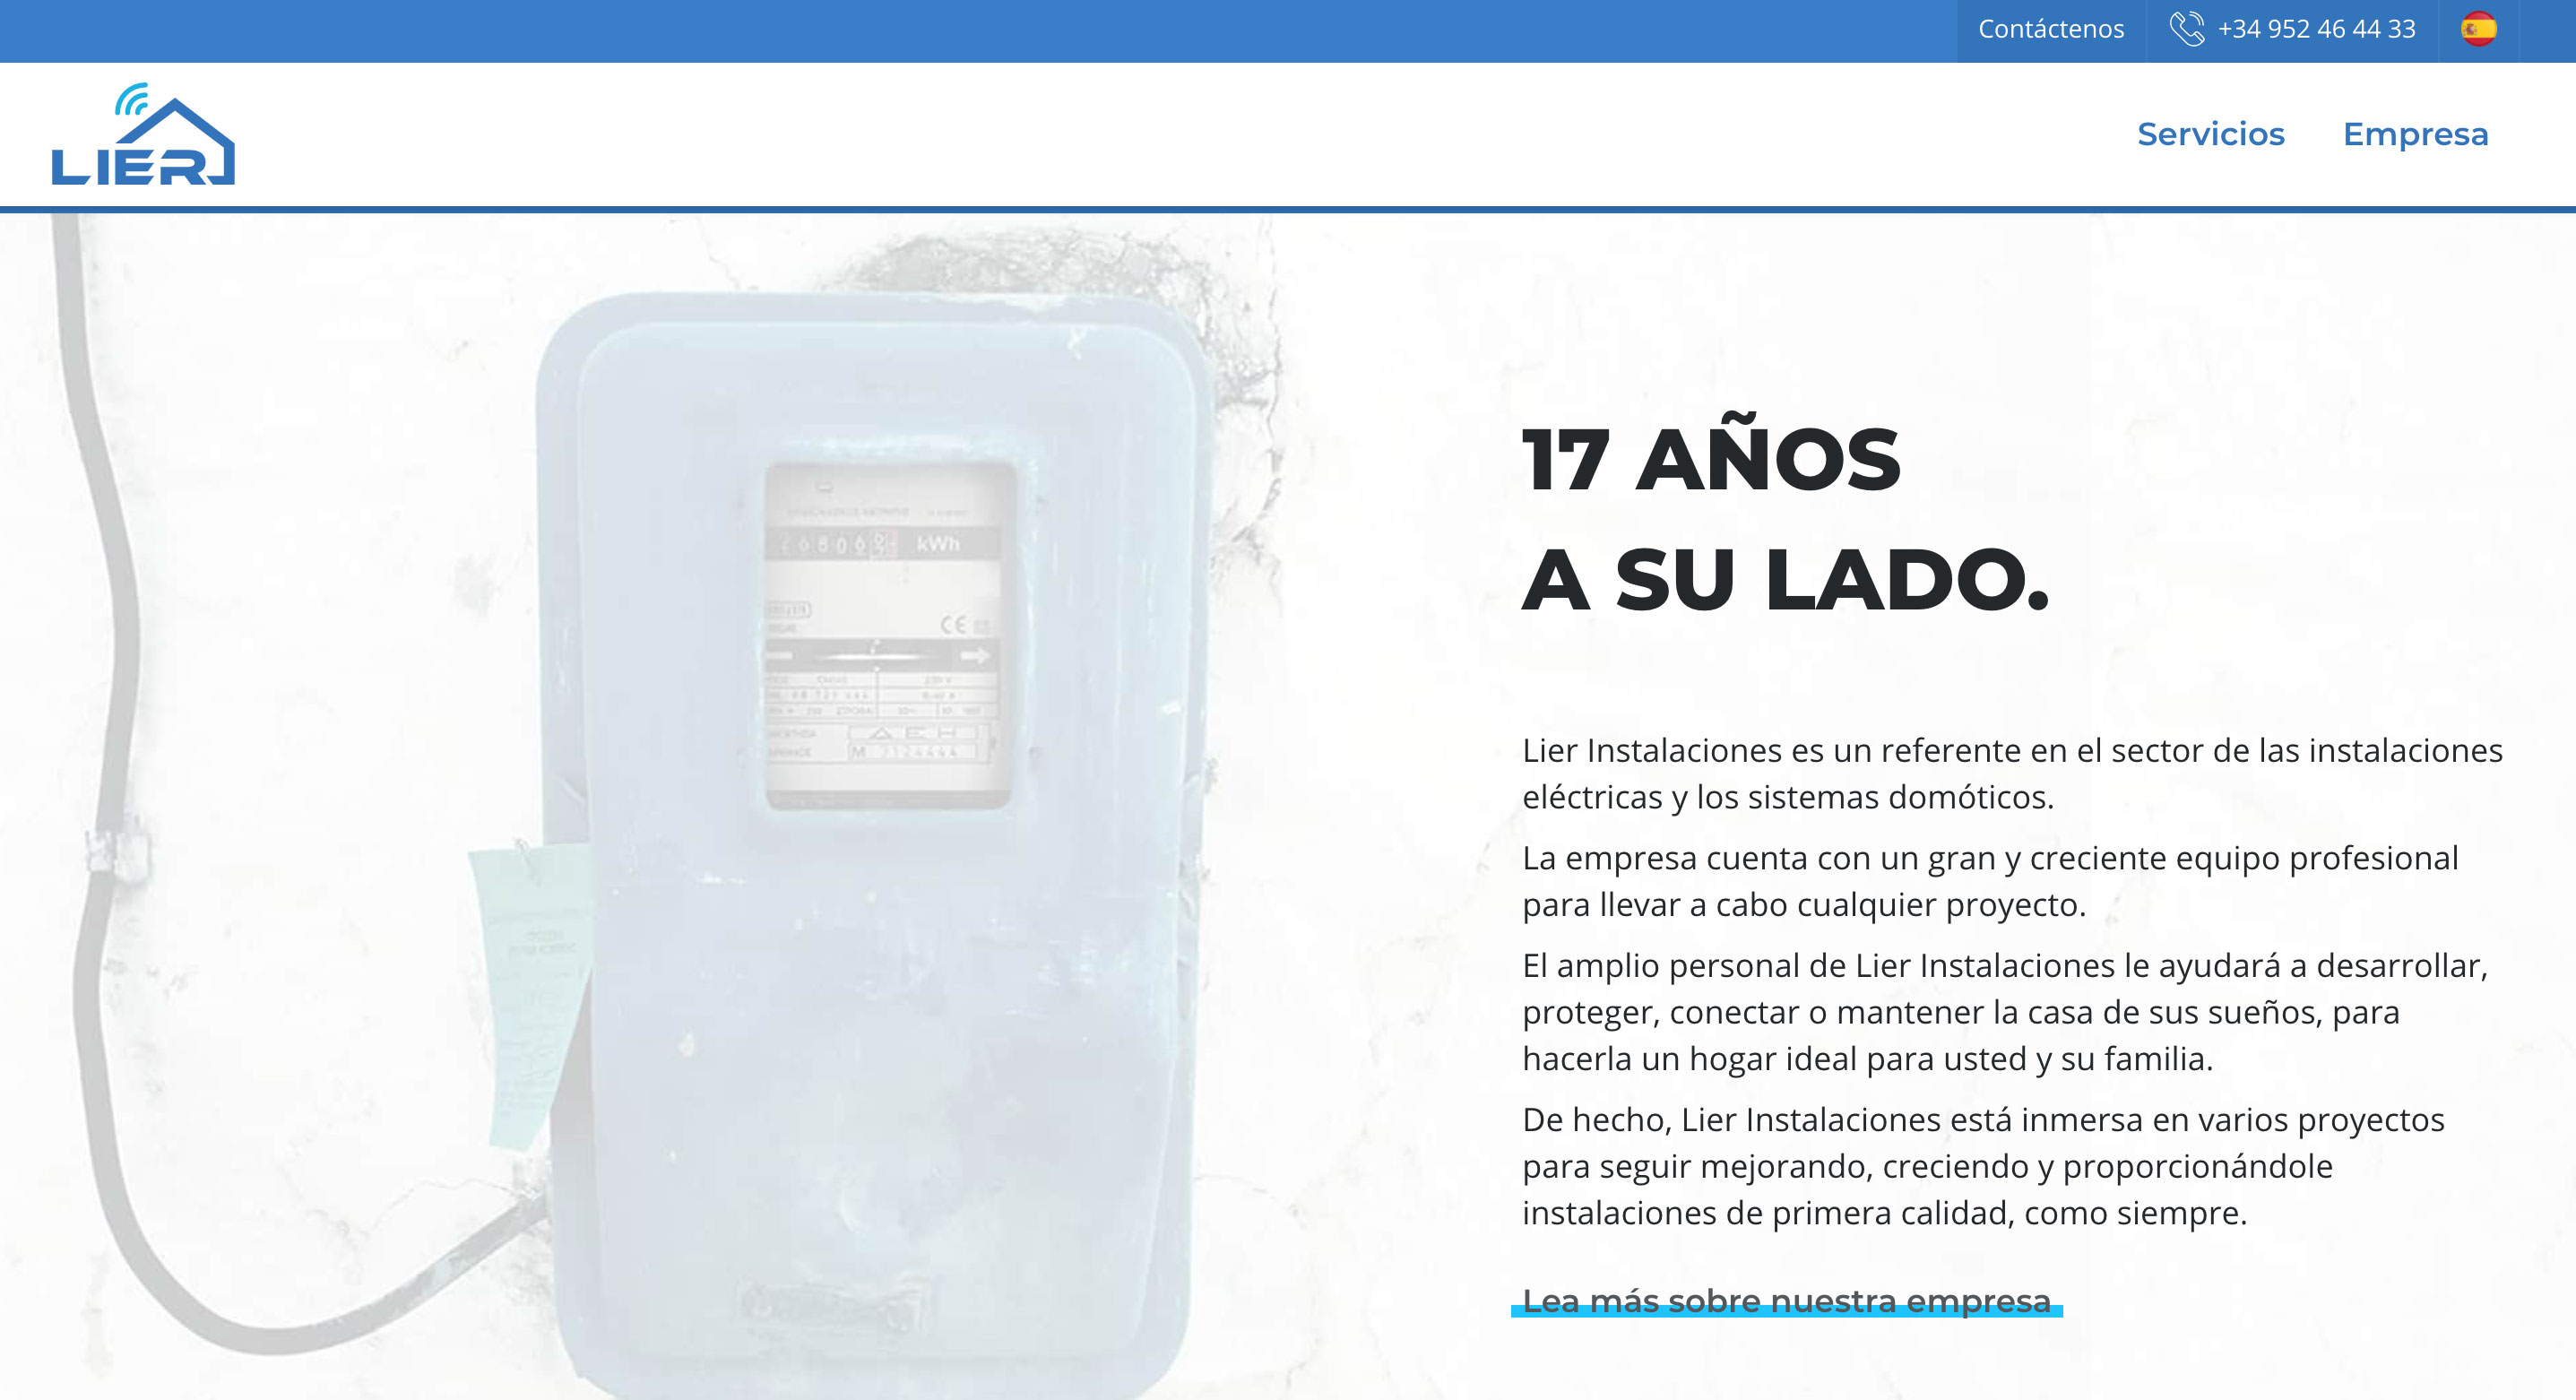 Contáctenos
+34 952 46 44 33
LIER
Servicios
Empresa
kWh
CE
17 AÑOS
A SU LADO.
Lier Instalaciones es un referente en el sector de las instalaciones
eléctricas y los sistemas domóticos.
La empresa cuenta con un gran y creciente equipo profesional
para llevar a cabo cualquier proyecto.
El amplio personal de Lier Instalaciones le ayudará a desarrollar,
proteger, conectar o mantener la casa de sus sueños, para
hacerla un hogar ideal para usted y su familia.
De hecho, Lier Instalaciones está inmersa en varios proyectos
para seguir mejorando, creciendo y proporcionándole
instalaciones de primera calidad, como siempre.
Lea más sobre nuestra empresa